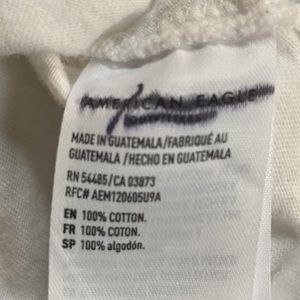 AMERICAN EAGLE
MADE IN GUATEMALA/FABRIQUÉ AU
GUATEMALA /HECHO EN GUATEMALA
RN 54485/CA 03873
RFC# AEM120605U9A
EN 100% COTTON.
FR 100% COTON.
SP 100% algodón.